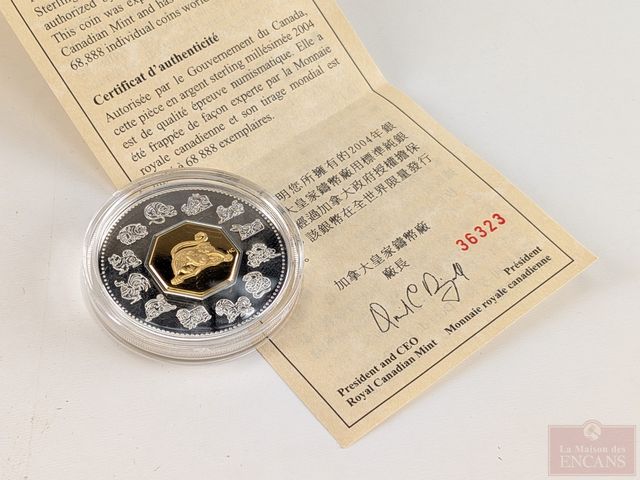 Sterling
authorized by
This coin was exp
Canadian Mint and has
68,888 individual coins worl
Certificat d'authenticité
Autorisée par le Gouvernement du Canada,
cette pièce en argent sterling millésimée 2004
est de qualité épreuve numismatique. Elle a
été frappée de façon experte par la Monnaie
royale canadienne et son tirage mondial est
à 68 888 exemplaires.
明您所擁有的2004年銀
大皇家鑄幣廠用標準純銀
經過加拿大政府授權擔保
該銀幣在全世界限量發行
36323
加拿大皇家鑄幣廠
廠長
President and CEO
Royal Canadian Mint
Président
Monnaie royale canadienne
La Maison des
ENCANS